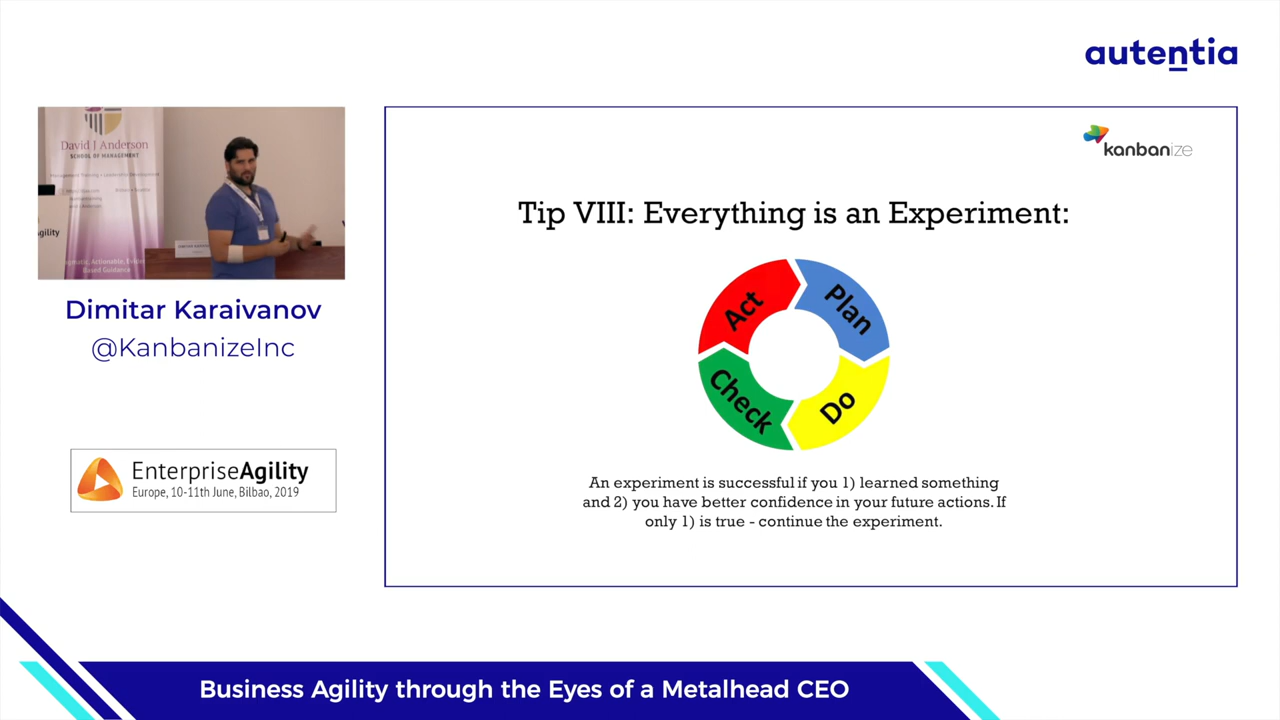 autentia
David J Anderson
SCHOOL OF MANAGEMENT
Based Guidance
kanbanize
Tip VIII: Everything is an Experiment:
Act
Plan
Check
Do
An experiment is successful if you 1) learned something
and 2) you have better confidence in your future actions. If
only 1) is true - continue the experiment.
Dimitar Karaivanov
@KanbanizeInc
EnterpriseAgility
Europe, 10-11th June, Bilbao, 2019
Business Agility through the Eyes of a Metalhead CEO